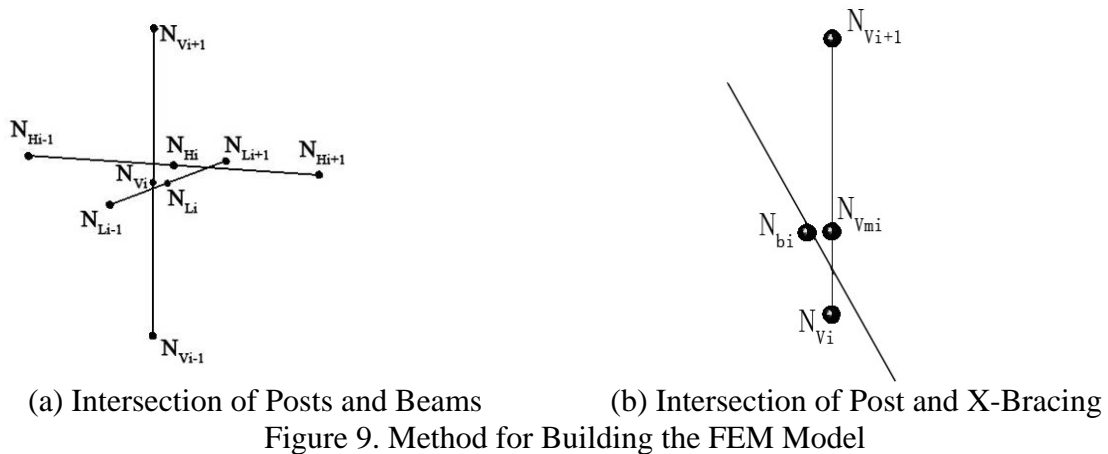 N_Vi+1
N_Hi-1
N_Hi
N_Li+1
N_Hi+1
N_Vi
N_Li
N_Li-1
N_Vi-1
N_Vi+1
N_bi
N_Vmi
N_Vi
(a) Intersection of Posts and Beams
(b) Intersection of Post and X-Bracing
Figure 9. Method for Building the FEM Model